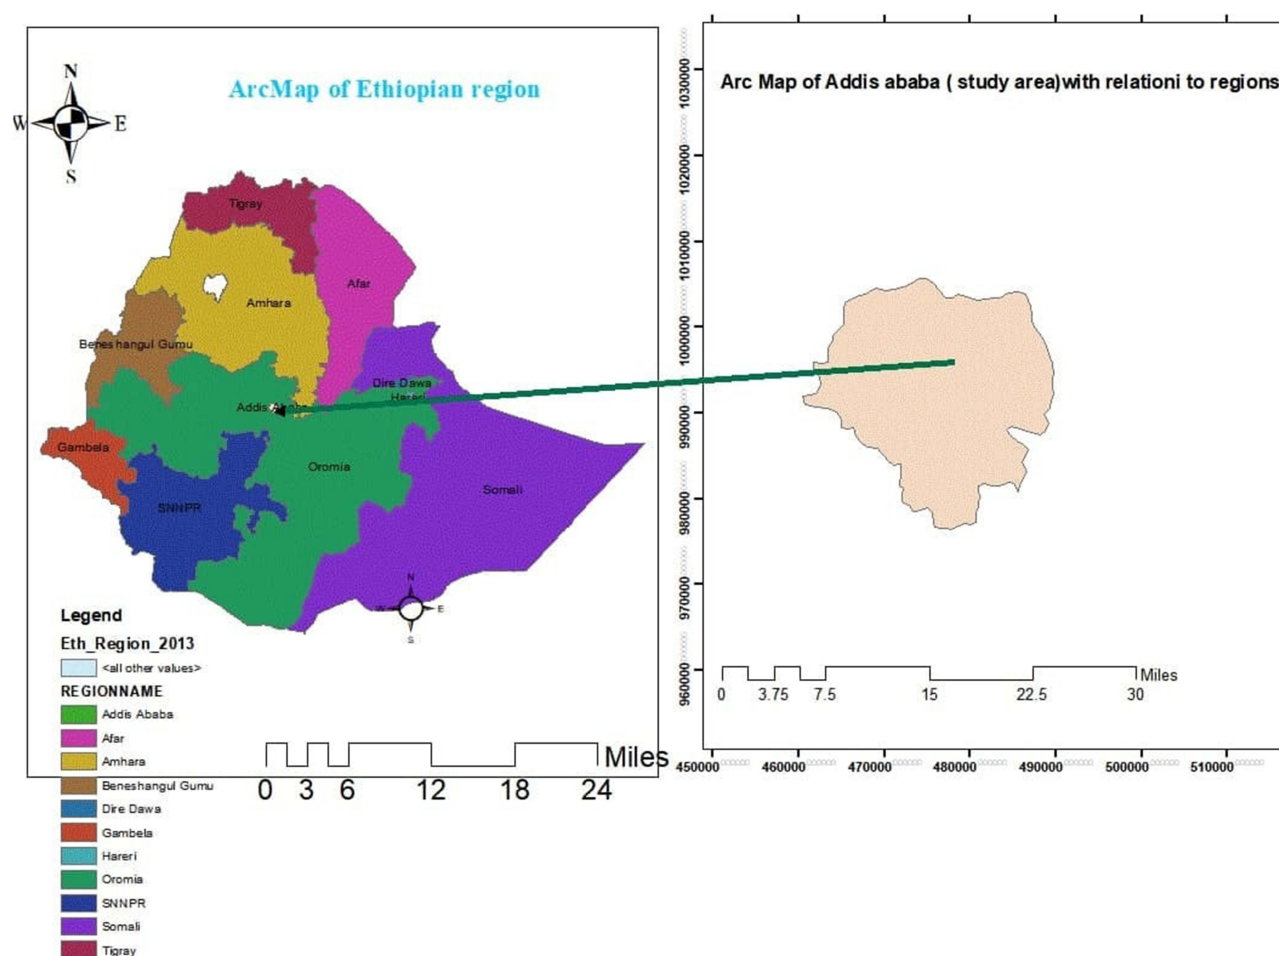 ArcMap of Ethiopian region
N
W E
S
Tigray
Afar
Amhara
Beneshangul Gumu
Dire Dawa
Hareri
Addis Ababa
Gambela
Oromia
Somali
SNNPR
N
W E
S
Legend
Eth_Region_2013
<all other values>
REGIONNAME
Addis Ababa
Afar
Amhara
Beneshangul Gumu
Dire Dawa
Gambela
Hareri
Oromia
SNNPR
Somali
Tigray
Miles
0 3 6 12 18 24
Arc Map of Addis ababa ( study area)with relationi to regions
1030000
1020000
1010000
1000000
990000
980000
970000
960000
Miles
0 3.75 7.5 15 22.5 30
450000 460000 470000 480000 490000 500000 510000